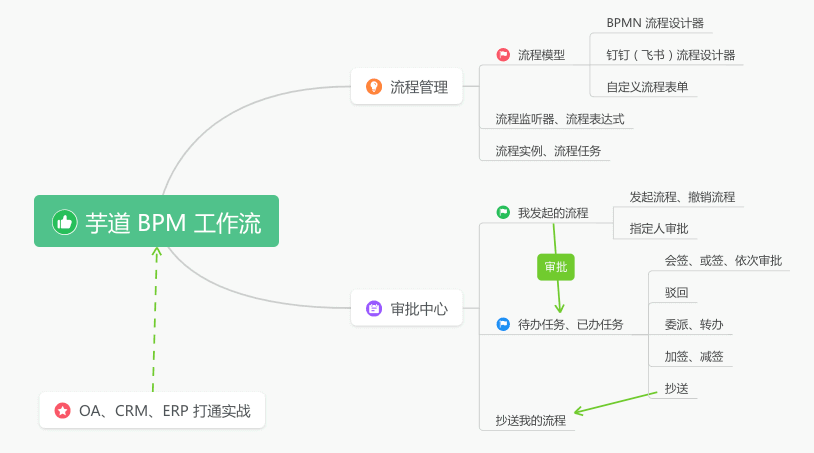 芋道 BPM 工作流
流程管理
流程模型
BPMN 流程设计器
钉钉（飞书）流程设计器
自定义流程表单
流程监听器、流程表达式
流程实例、流程任务
审批中心
我发起的流程
发起流程、撤销流程
指定人审批
审批
待办任务、已办任务
会签、或签、依次审批
驳回
委派、转办
加签、减签
抄送
抄送我的流程
OA、CRM、ERP 打通实战